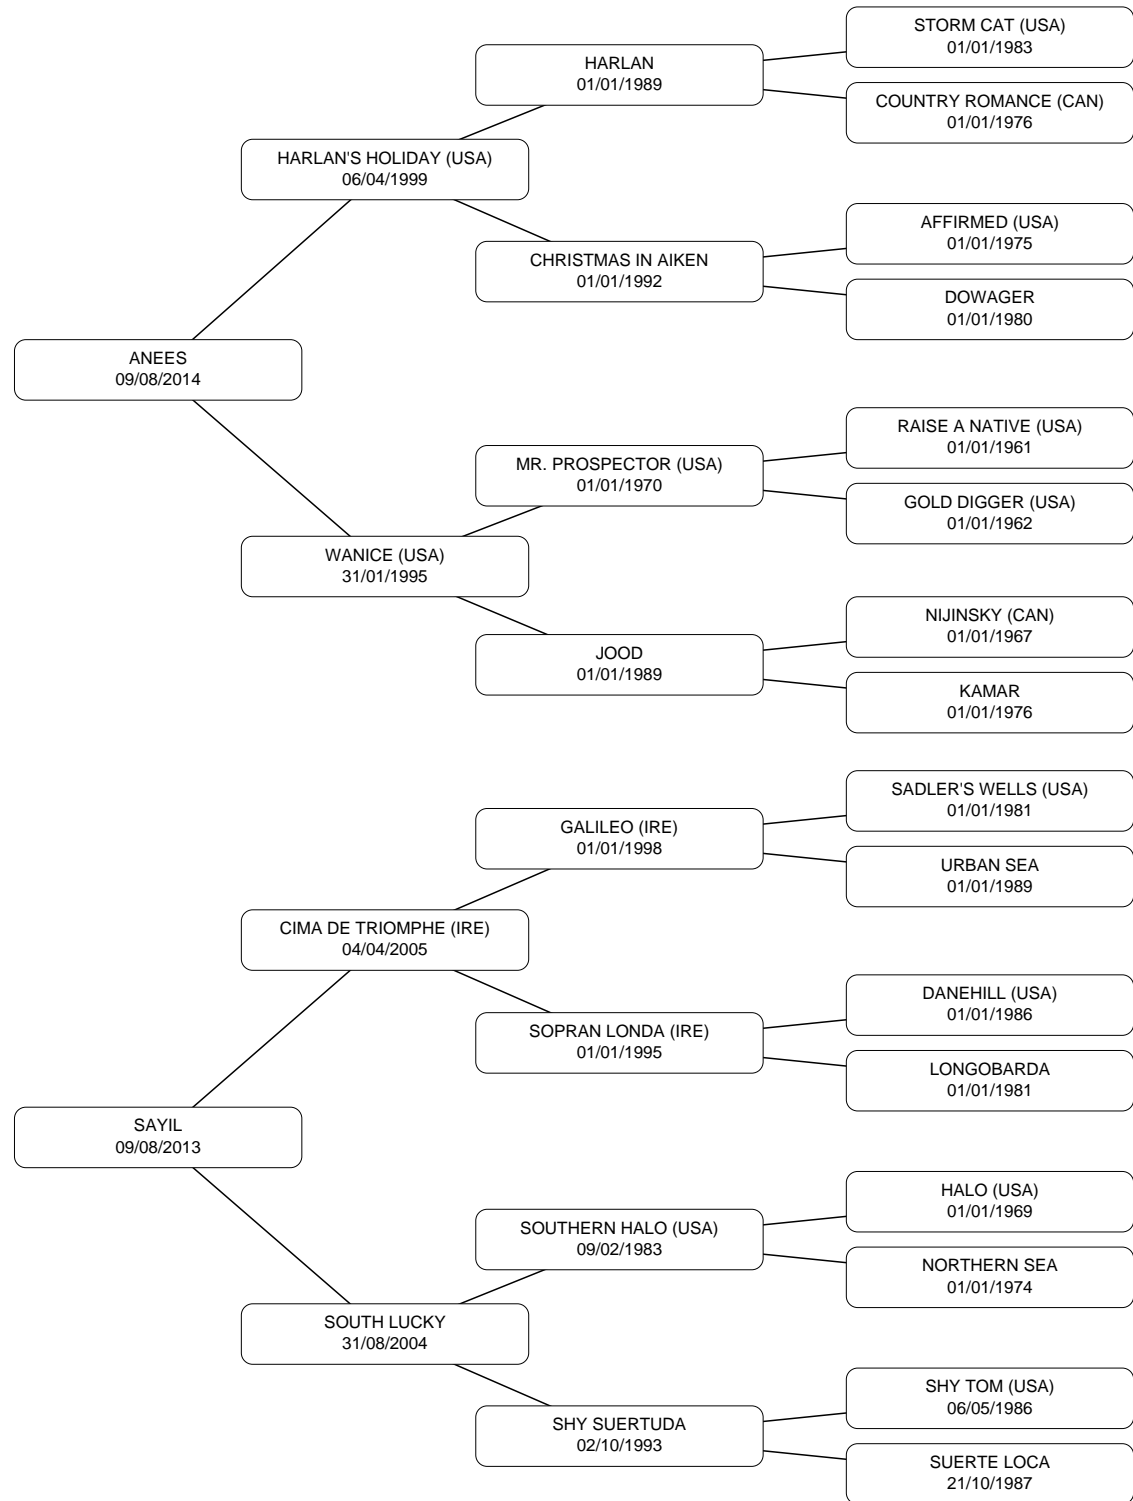 STORM CAT (USA)
01/01/1983
HARLAN
01/01/1989
COUNTRY ROMANCE (CAN)
01/01/1976
HARLAN'S HOLIDAY (USA)
06/04/1999
AFFIRMED (USA)
01/01/1975
CHRISTMAS IN AIKEN
01/01/1992
DOWAGER
01/01/1980
ANEES
09/08/2014
RAISE A NATIVE (USA)
01/01/1961
MR. PROSPECTOR (USA)
01/01/1970
GOLD DIGGER (USA)
01/01/1962
WANICE (USA)
31/01/1995
NIJINSKY (CAN)
01/01/1967
JOOD
01/01/1989
KAMAR
01/01/1976
SADLER'S WELLS (USA)
01/01/1981
GALILEO (IRE)
01/01/1998
URBAN SEA
01/01/1989
CIMA DE TRIOMPHE (IRE)
04/04/2005
DANEHILL (USA)
01/01/1986
SOPRAN LONDA (IRE)
01/01/1995
LONGOBARDA
01/01/1981
SAYIL
09/08/2013
HALO (USA)
01/01/1969
SOUTHERN HALO (USA)
09/02/1983
NORTHERN SEA
01/01/1974
SOUTH LUCKY
31/08/2004
SHY TOM (USA)
06/05/1986
SHY SUERTUDA
02/10/1993
SUERTE LOCA
21/10/1987